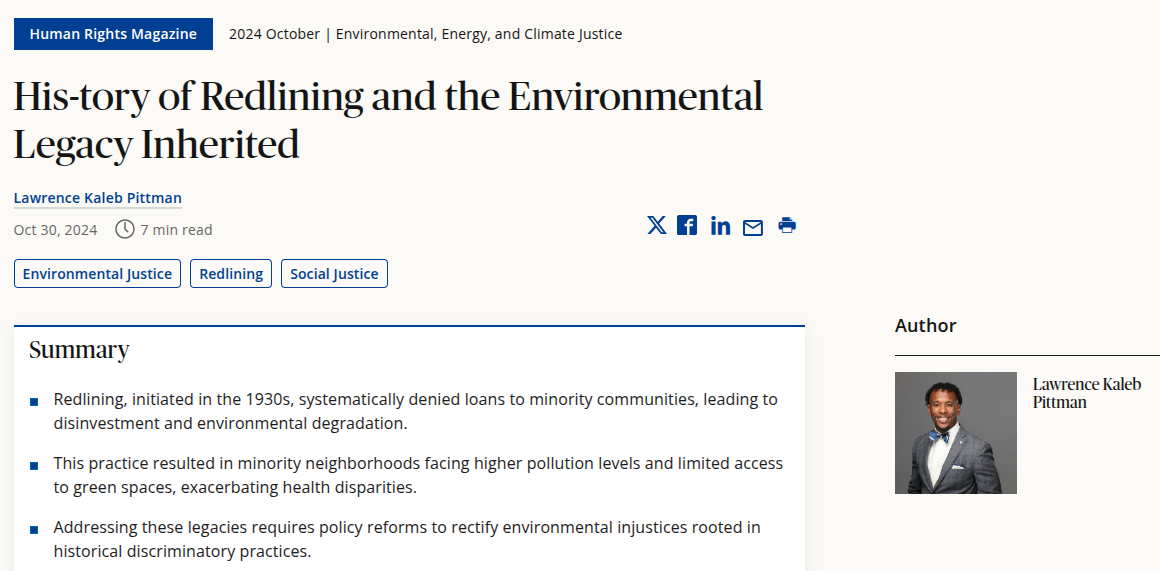 Human Rights Magazine 2024 October | Environmental, Energy, and Climate Justice
His-tory of Redlining and the Environmental
Legacy Inherited
Lawrence Kaleb Pittman
Oct 30, 2024 7 min read
Environmental Justice Redlining Social Justice
Summary
Redlining, initiated in the 1930s, systematically denied loans to minority communities, leading to
disinvestment and environmental degradation.
This practice resulted in minority neighborhoods facing higher pollution levels and limited access
to green spaces, exacerbating health disparities.
Addressing these legacies requires policy reforms to rectify environmental injustices rooted in
historical discriminatory practices.
Author
Lawrence Kaleb
Pittman